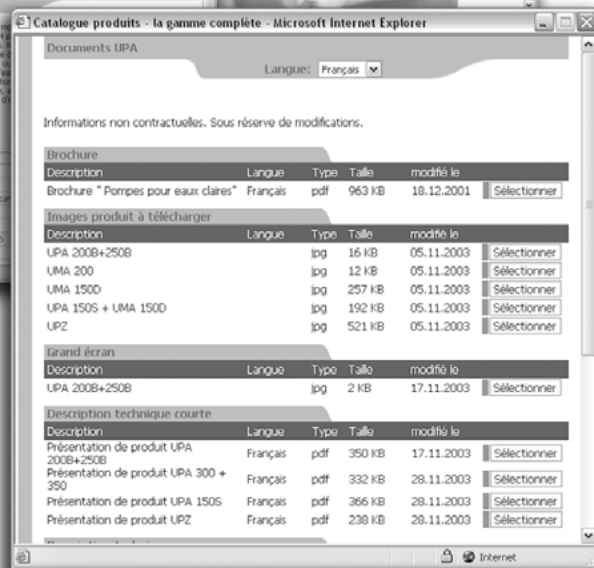 Catalogue produits - la gamme complète - Microsoft Internet Explorer
Documents UPA
Langue: Français
Informations non contractuelles. Sous réserve de modifications.
Brochure
Description Langue Type Taille modifié le
Brochure " Pompes pour eaux claires" Français pdf 963 KB 18.12.2001 Sélectionner
Images produit à télécharger
Description Langue Type Taille modifié le
UPA 200B+250B jpg 16 KB 05.11.2003 Sélectionner
UMA 200 jpg 12 KB 05.11.2003 Sélectionner
UMA 150D jpg 257 KB 05.11.2003 Sélectionner
UPA 150S + UMA 150D jpg 192 KB 05.11.2003 Sélectionner
UPZ jpg 521 KB 05.11.2003 Sélectionner
Grand écran
Description Langue Type Taille modifié le
UPA 200B+250B jpg 2 KB 17.11.2003 Sélectionner
Description technique courte
Description Langue Type Taille modifié le
Présentation de produit UPA
200B+250B Français pdf 350 KB 17.11.2003 Sélectionner
Présentation de produit UPA 300 +
350 Français pdf 332 KB 28.11.2003 Sélectionner
Présentation de produit UPA 150S Français pdf 366 KB 28.11.2003 Sélectionner
Présentation de produit UPZ Français pdf 238 KB 28.11.2003 Sélectionner
Internet